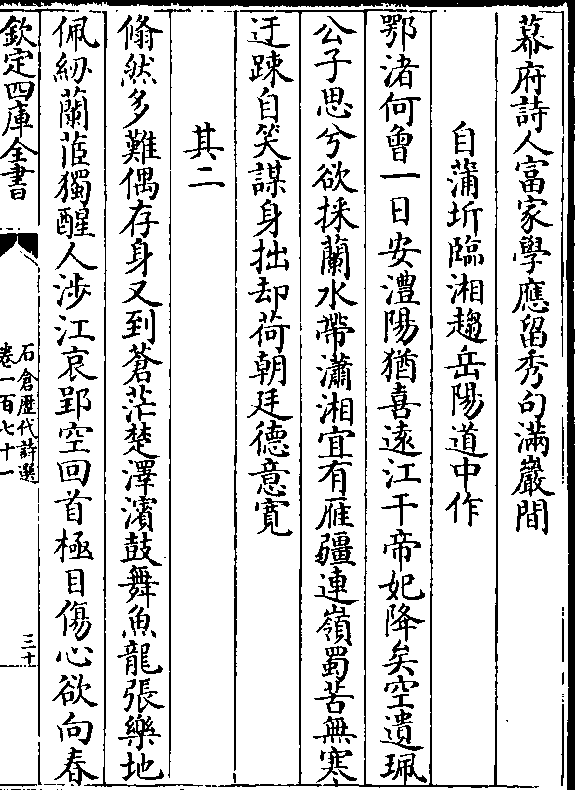 幕府詩人富家學應留秀句滿巖間
自蒲圻臨湘趨岳陽道中作
鄂渚何曾一日安澧陽猶喜遠江干帝妃降矣空遺珮
公子思兮欲採蘭水帶瀟湘宜有雁疆連嶺蜀苦無寒
迂踈自笑謀身拙却荷朝廷德意寛
其二
翛然多難偶存身又到蒼茫楚澤濱鼓舞魚龍張樂地
佩紉蘭茝獨醒人涉江哀郢空回首極目傷心欲向春
欽定四庫全書
石倉歴代詩選
卷一百七十一
三十